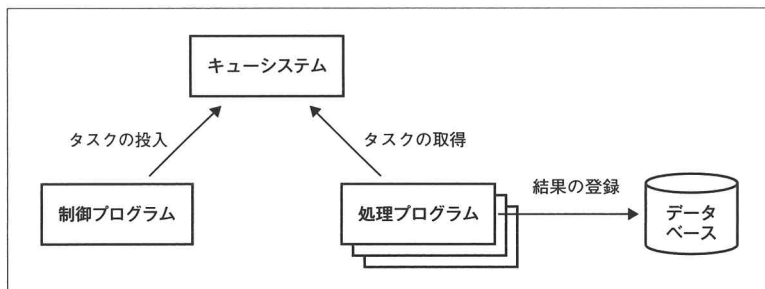 キューシステム
タスクの投入
タスクの取得
制御プログラム
処理プログラム
結果の登録
データ
ベース